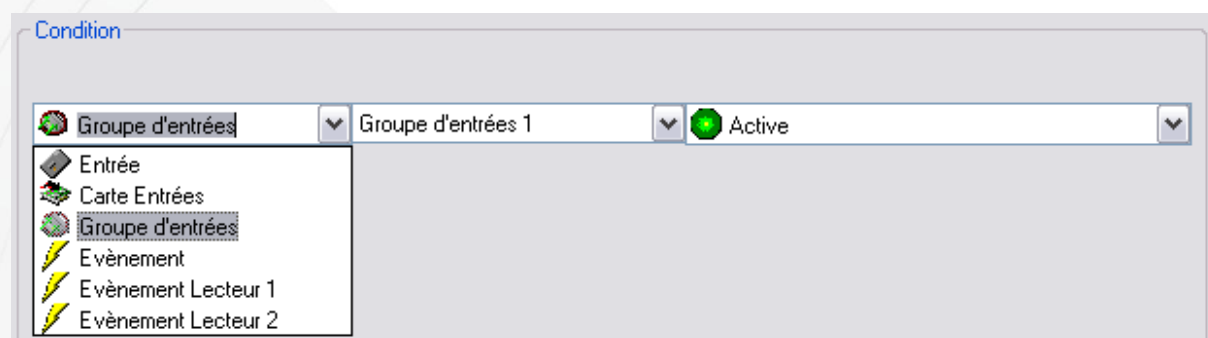 Condition
Groupe d'entrées Groupe d'entrées 1 Active
Entrée
Carte Entrées
Groupe d'entrées
Evènement
Evènement Lecteur 1
Evènement Lecteur 2